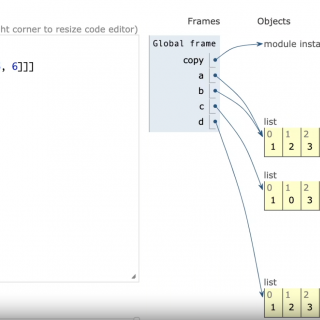 Frames Objects
ht corner to resize code editor)
Global frame
copy
module insta
a
, 6]]]
b
c
d
list
0 1 2
1 2 3
list
0 1 2
1 0 3
list
0 1 2
1 2 3